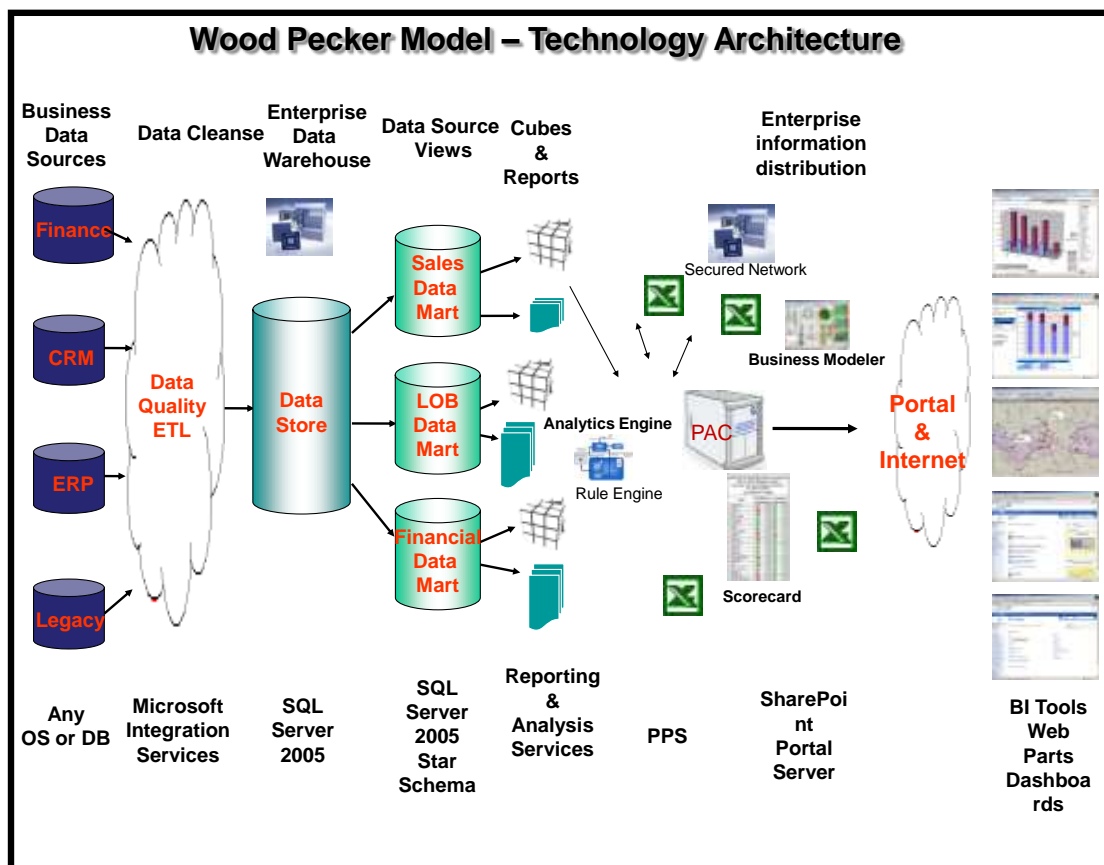 Wood Pecker Model – Technology Architecture
Business
Data
Sources
Data Cleanse
Enterprise
Data
Warehouse
Data Source
Views
Cubes
&
Reports
Enterprise
information
distribution
Finance
CRM
ERP
Legacy
Data
Quality
ETL
Data
Store
Sales
Data
Mart
LOB
Data
Mart
Financial
Data
Mart
Secured Network
Business Modeler
Analytics Engine
Rule Engine
PAC
Scorecard
Portal
&
Internet
Any
OS or DB
Microsoft
Integration
Services
SQL
Server
2005
SQL
Server
2005
Star
Schema
Reporting
&
Analysis
Services
PPS
SharePoi
nt
Portal
Server
BI Tools
Web
Parts
Dashboa
rds